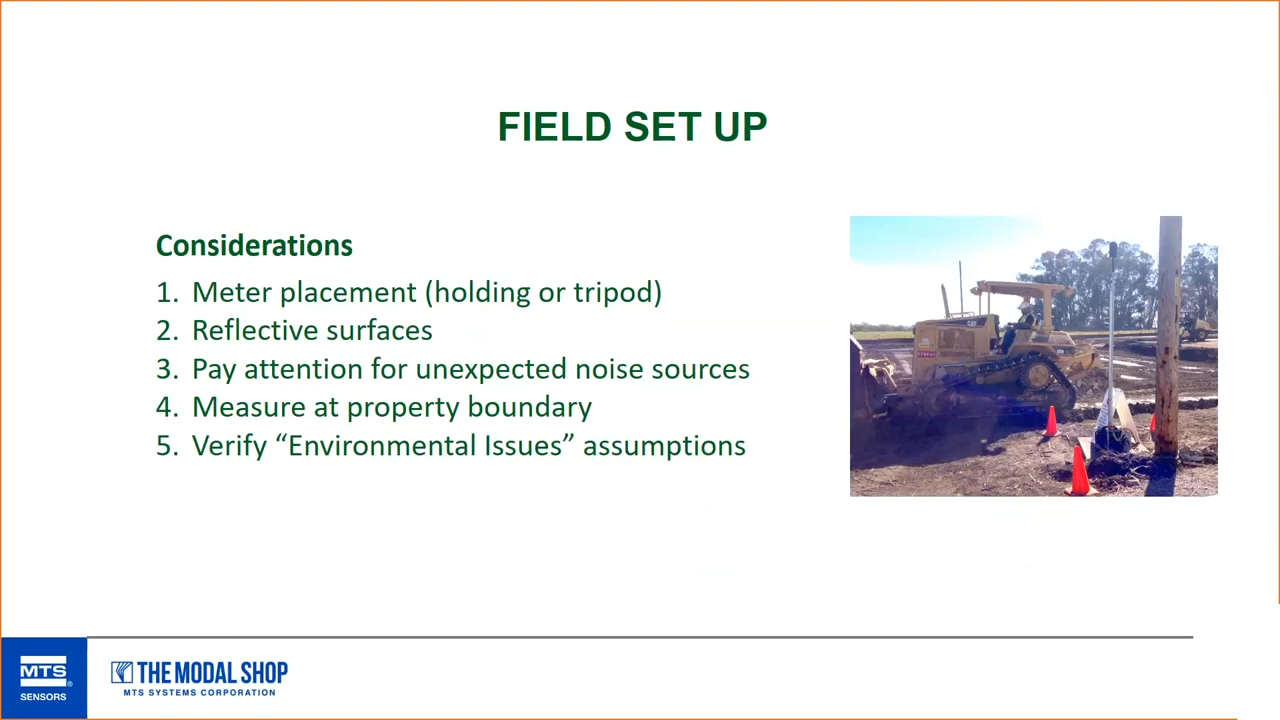 FIELD SET UP
Considerations
1. Meter placement (holding or tripod)
2. Reflective surfaces
3. Pay attention for unexpected noise sources
4. Measure at property boundary
5. Verify “Environmental Issues” assumptions
CAT
MTS®
SENSORS
THE MODAL SHOP
MTS SYSTEMS CORPORATION